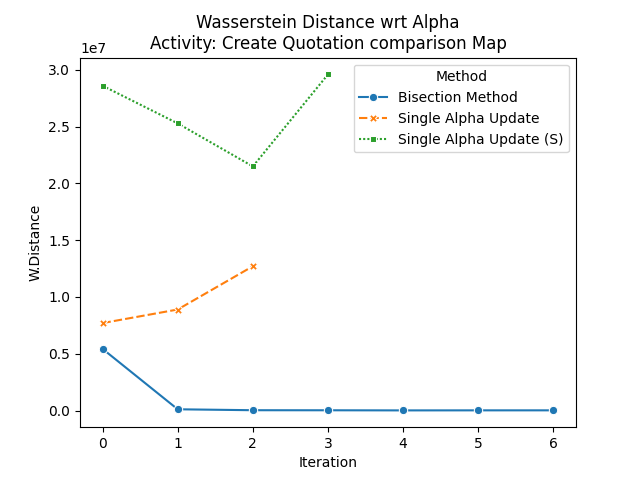 Wasserstein Distance wrt Alpha
Activity: Create Quotation comparison Map
1e7
3.0
2.5
2.0
1.5
1.0
0.5
0.0
W.Distance
Method
Bisection Method
Single Alpha Update
Single Alpha Update (S)
0 1 2 3 4 5 6
Iteration